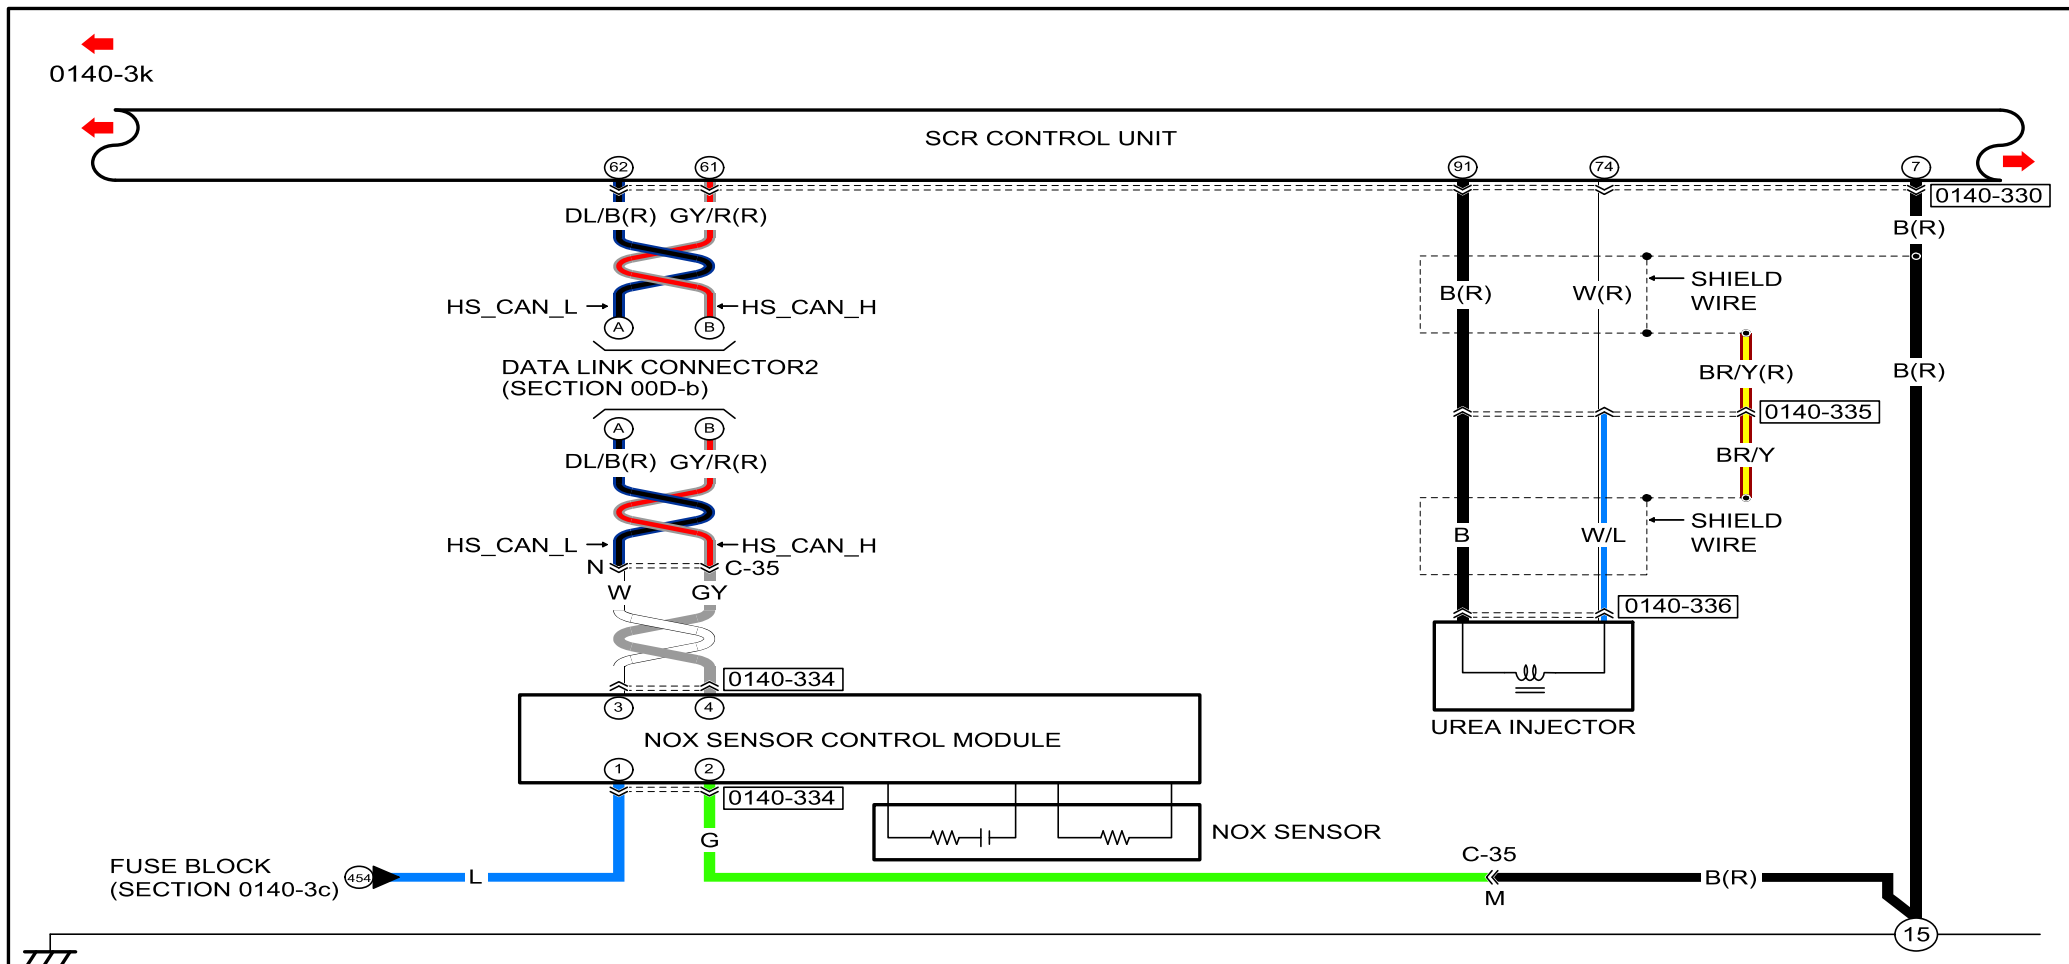 0140-3k
SCR CONTROL UNIT
62 61 91 74 7
0140-330
DL/B(R) GY/R(R)
B(R)
SHIELD
WIRE
B(R) W(R)
HS_CAN_L HS_CAN_H
A B
DATA LINK CONNECTOR2
(SECTION 00D-b)
BR/Y(R) B(R)
0140-335
A B
DL/B(R) GY/R(R)
BR/Y
SHIELD
WIRE
B W/L
HS_CAN_L HS_CAN_H
N C-35
W GY
0140-336
0140-334
3 4
UREA INJECTOR
NOX SENSOR CONTROL MODULE
1 2
0140-334
NOX SENSOR
G
C-35
FUSE BLOCK
(SECTION 0140-3c)
454
L
B(R)
M
15